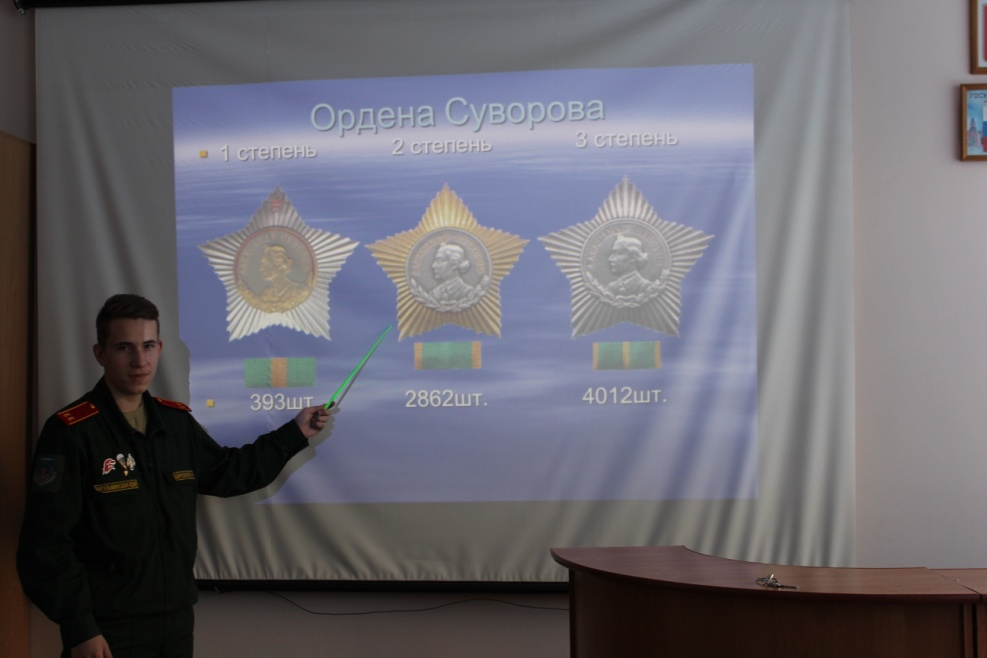 Ордена Суворова
1 степень 2 степень 3 степень
393шт. 2862шт. 4012шт.